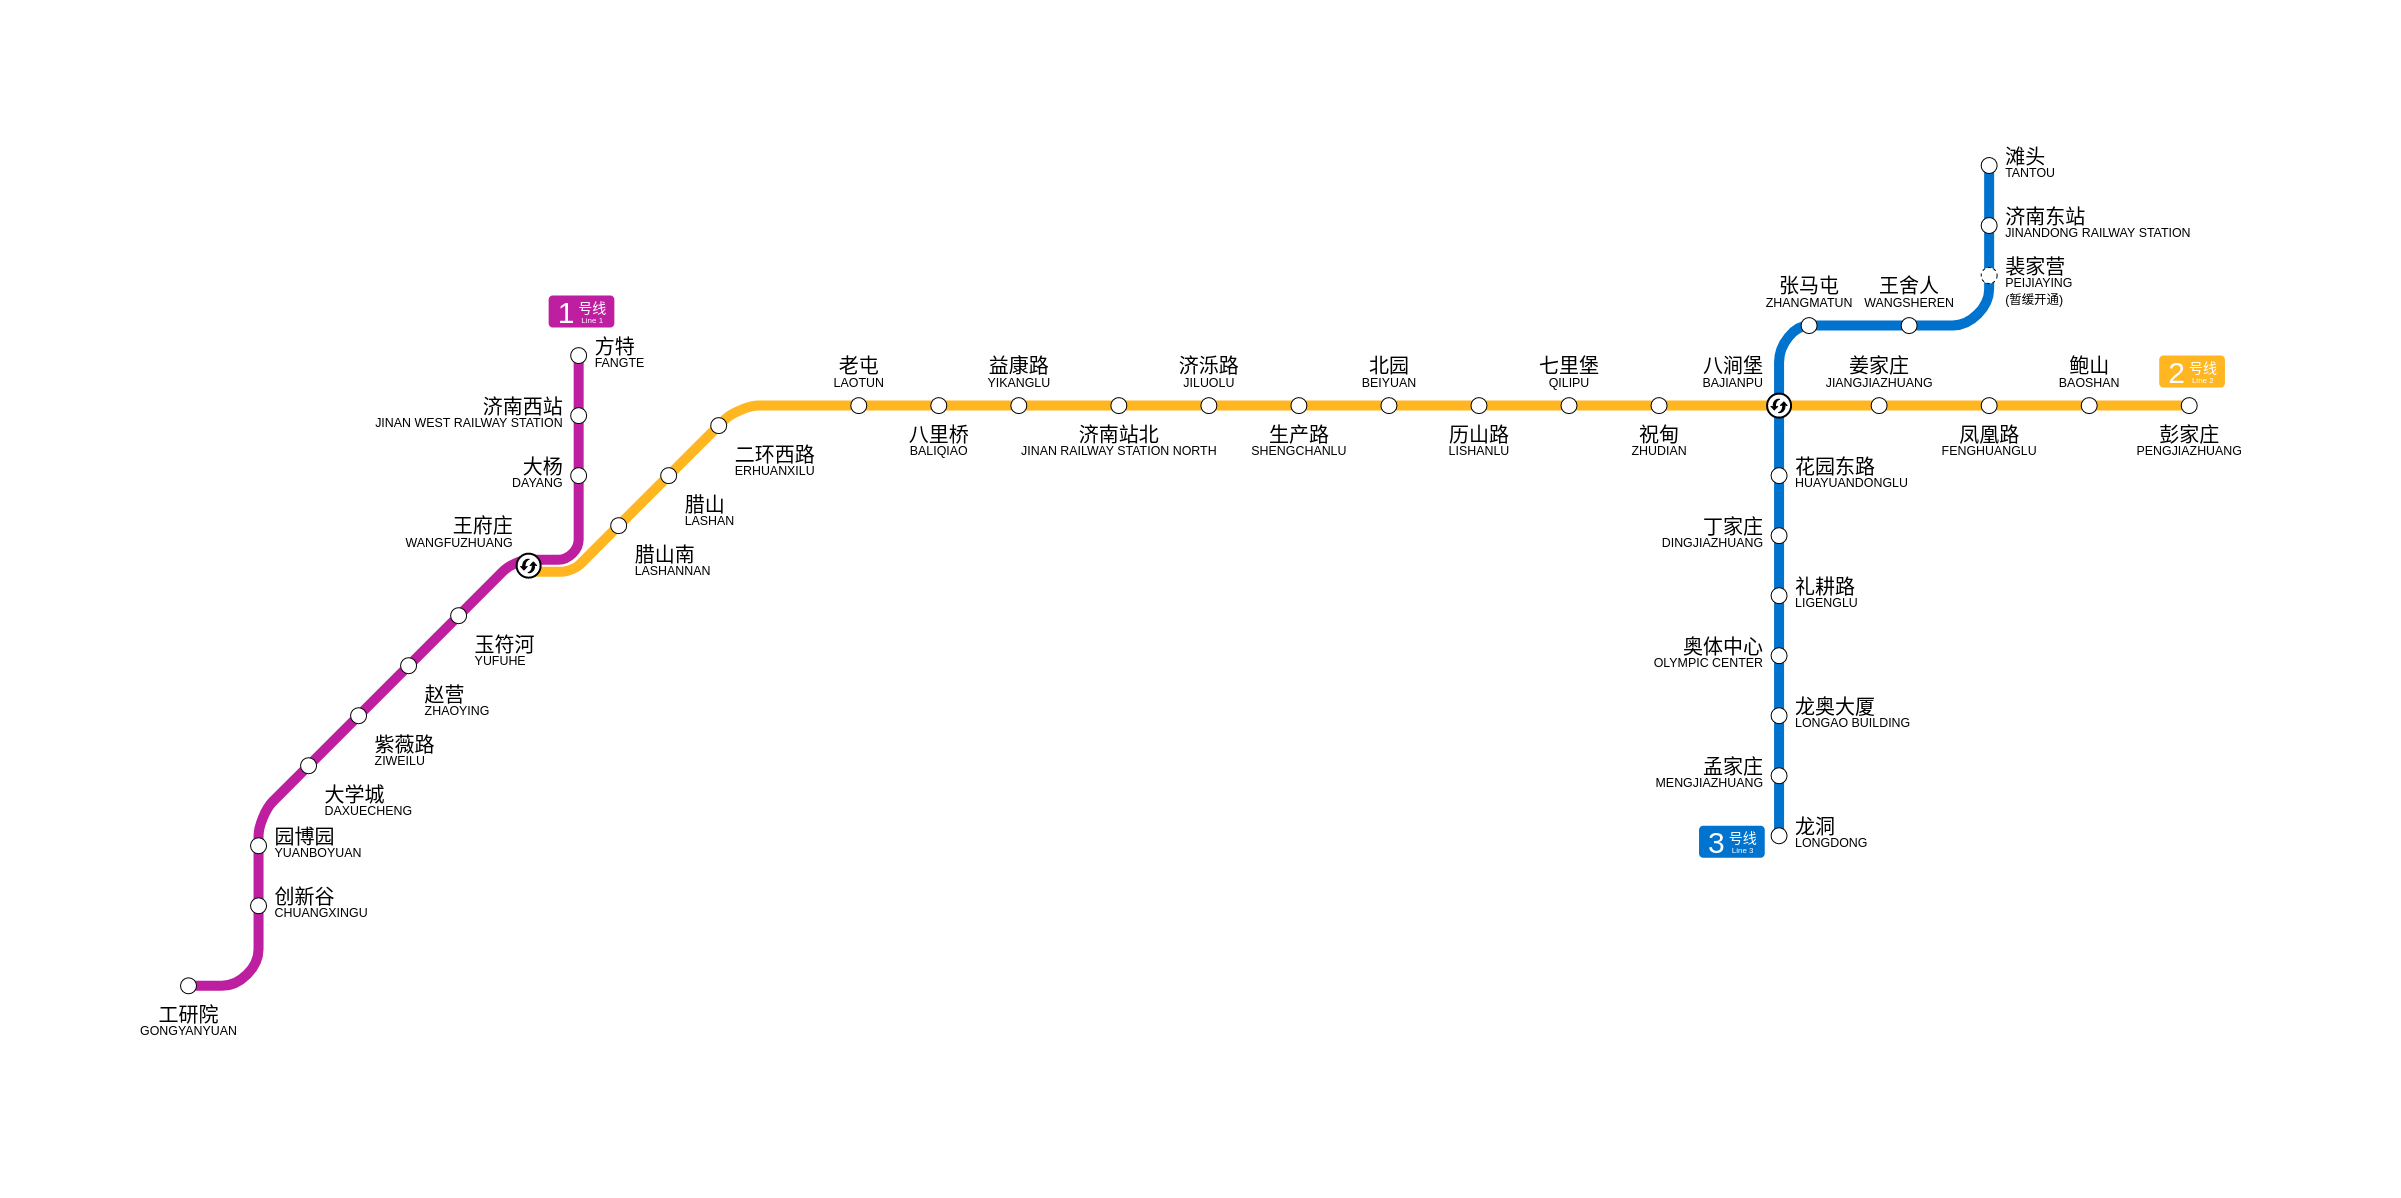 滩头
TANTOU
济南东站
JINANDONG RAILWAY STATION
裴家营
PEIJIAYING
(暂缓开通)
张马屯
ZHANGMATUN
王舍人
WANGSHEREN
1 号线
Line 1
方特
FANGTE
济南西站
JINAN WEST RAILWAY STATION
大杨
DAYANG
王府庄
WANGFUZHUANG
老屯
LAOTUN
益康路
YIKANGLU
济泺路
JILUOLU
北园
BEIYUAN
七里堡
QILIPU
八涧堡
BAJIANPU
姜家庄
JIANGJIAZHUANG
鲍山
BAOSHAN
2 号线
Line 2
二环西路
ERHUANXILU
八里桥
BALIQIAO
济南站北
JINAN RAILWAY STATION NORTH
生产路
SHENGCHANLU
历山路
LISHANLU
祝甸
ZHUDIAN
凤凰路
FENGHUANGLU
彭家庄
PENGJIAZHUANG
腊山
LASHAN
腊山南
LASHANNAN
花园东路
HUAYUANDONGLU
丁家庄
DINGJIAZHUANG
礼耕路
LIGENGLU
奥体中心
OLYMPIC CENTER
龙奥大厦
LONGAO BUILDING
孟家庄
MENGJIAZHUANG
3 号线
Line 3
龙洞
LONGDONG
玉符河
YUFUHE
赵营
ZHAOYING
紫薇路
ZIWEILU
大学城
DAXUECHENG
园博园
YUANBOYUAN
创新谷
CHUANGXINGU
工研院
GONGYANYUAN